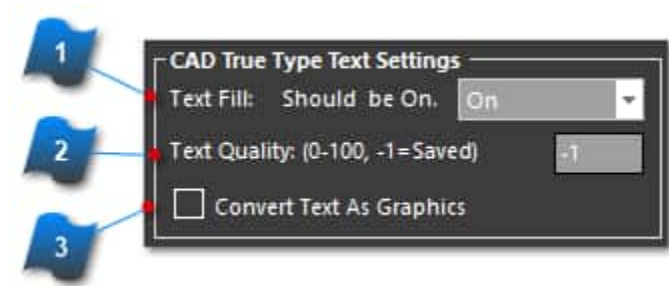 1
CAD True Type Text Settings
Text Fill: Should be On. On
2
Text Quality: (0-100, -1=Saved) -1
3
Convert Text As Graphics